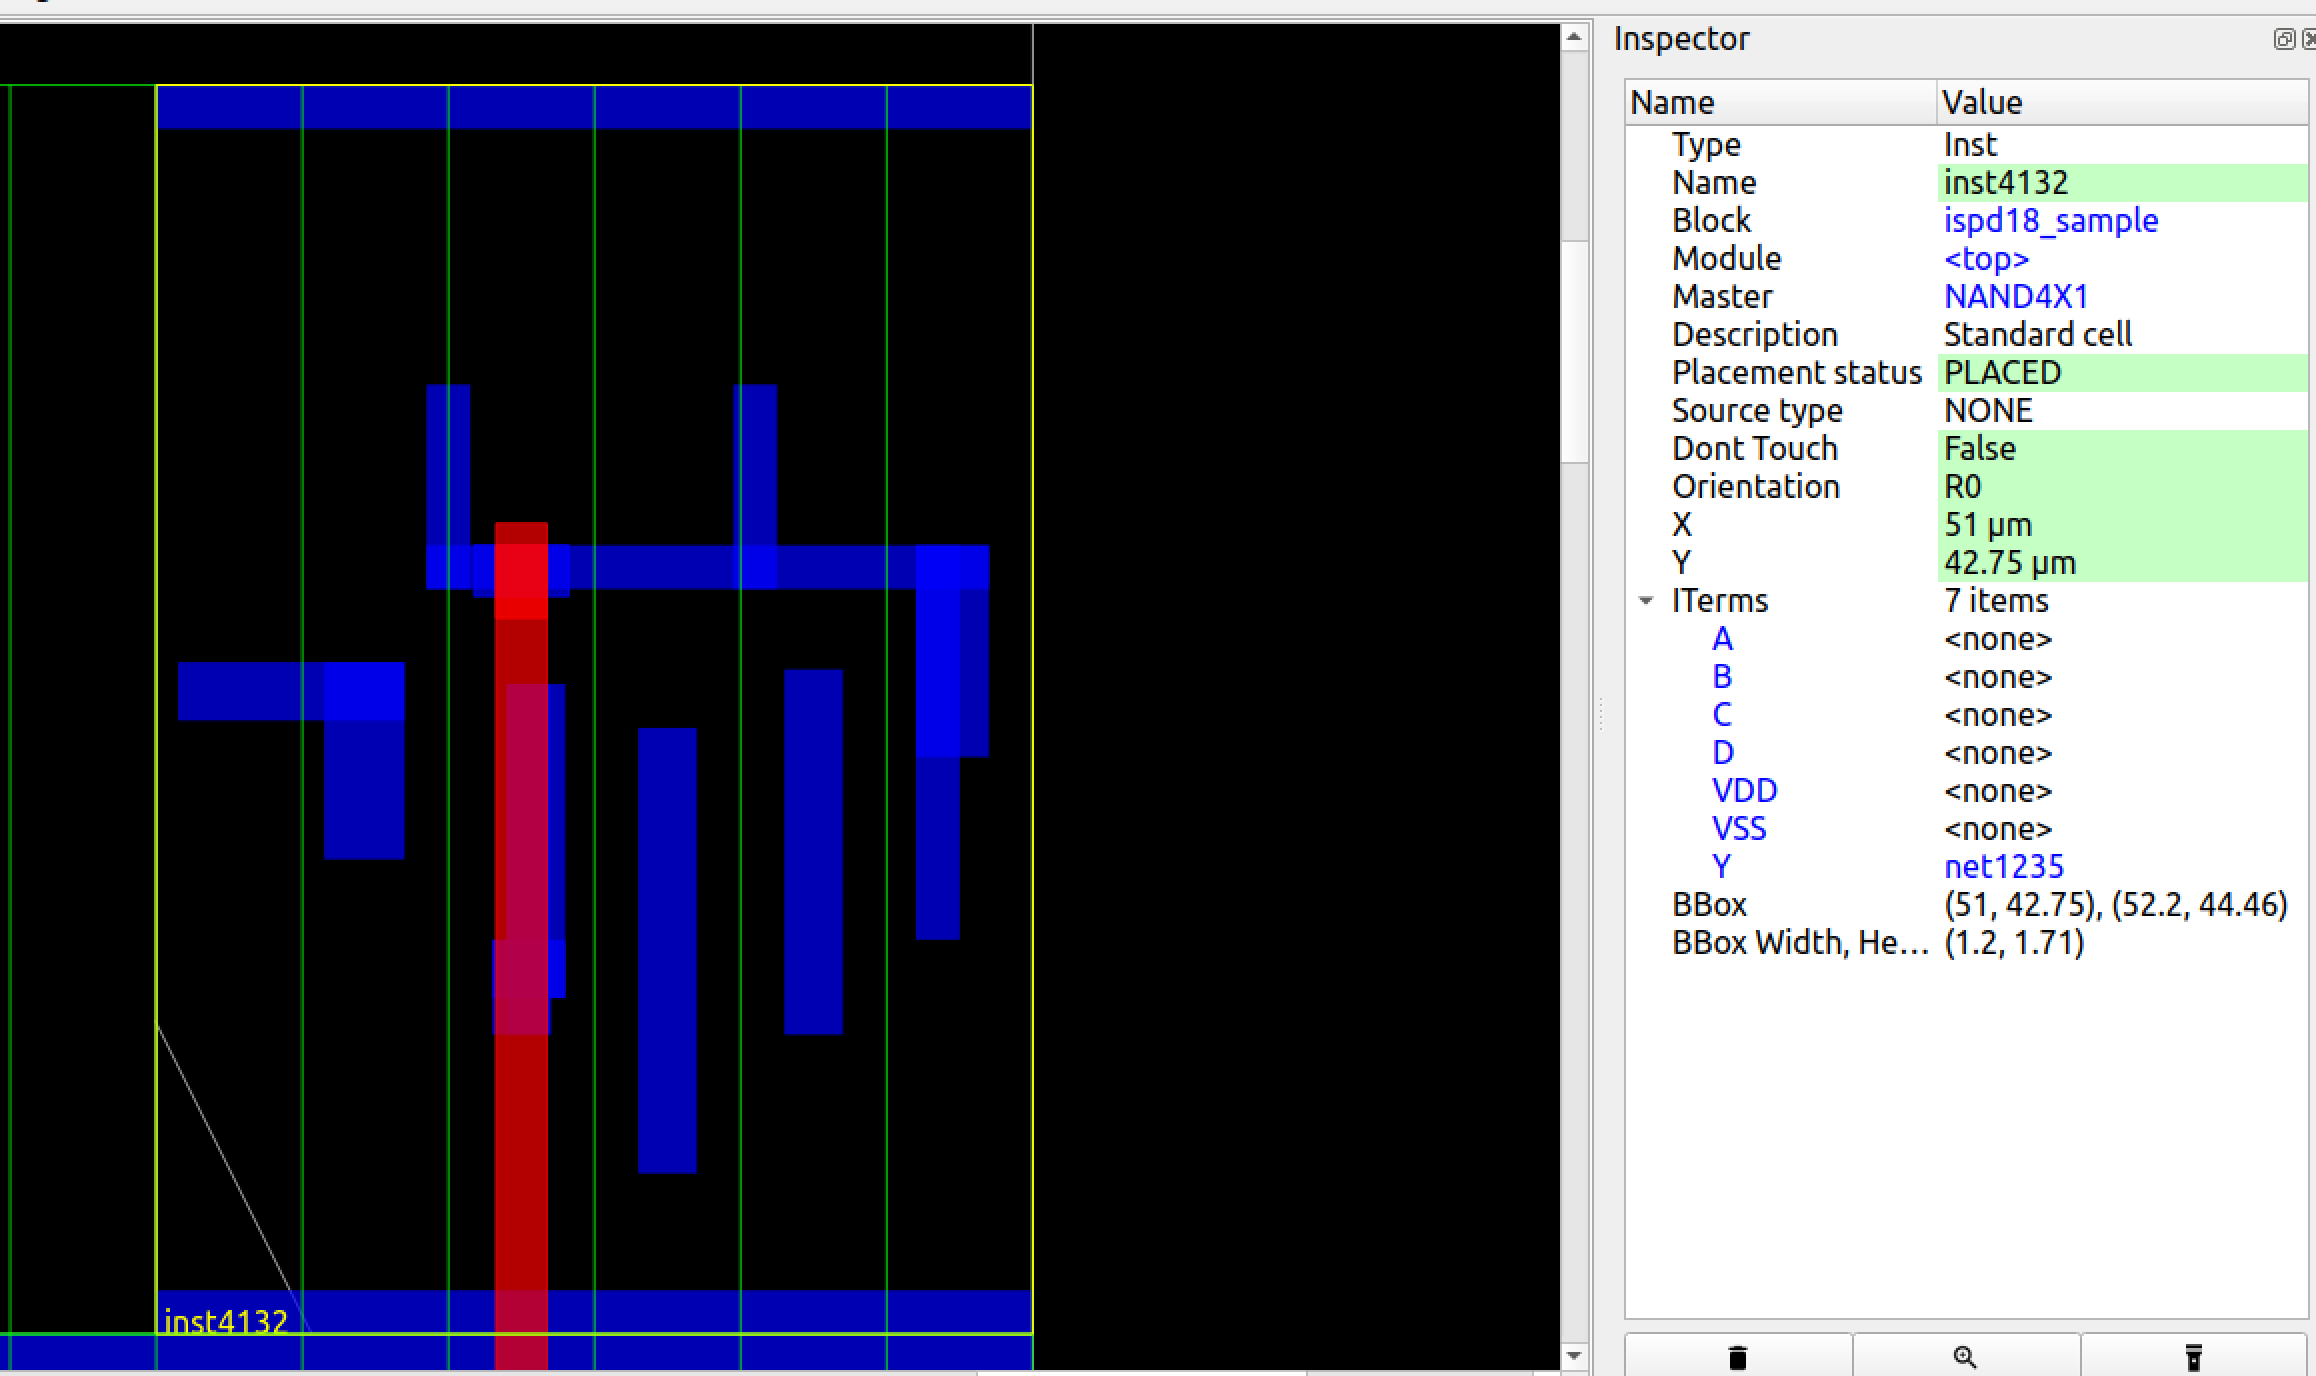 Inspector
Name Value
Type Inst
Name inst4132
Block ispd18_sample
Module <top>
Master NAND4X1
Description Standard cell
Placement status PLACED
Source type NONE
Dont Touch False
Orientation R0
X 51 µm
Y 42.75 µm
ITerms 7 items
A <none>
B <none>
C <none>
D <none>
VDD <none>
VSS <none>
Y net1235
BBox (51, 42.75), (52.2, 44.46)
BBox Width, He... (1.2, 1.71)
inst4132